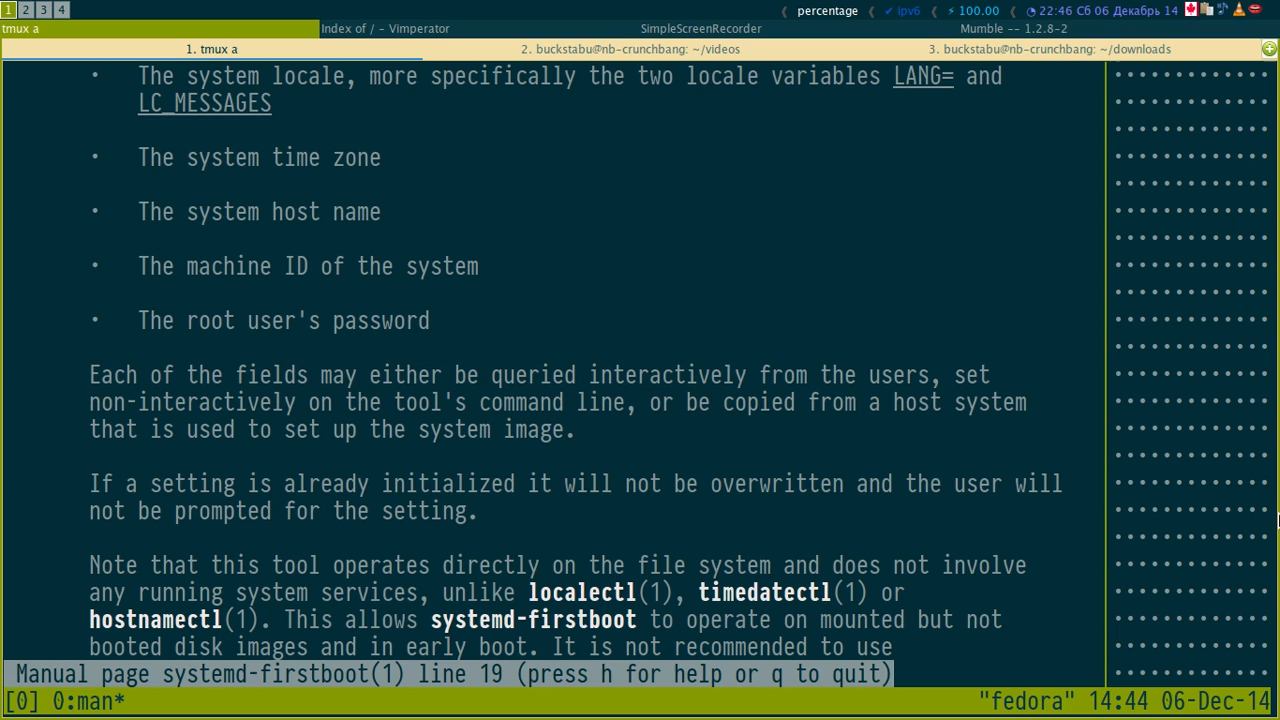 1 2 3 4 percentage ✔ ipv6 ⚡ 100.00 22:46 Сб 06 Декабрь 14
tmux a Index of / - Vimperator SimpleScreenRecorder Mumble -- 1.2.8-2
1. tmux a 2. buckstabu@nb-crunchbang: ~/videos 3. buckstabu@nb-crunchbang: ~/downloads
• The system locale, more specifically the two locale variables LANG= and
LC_MESSAGES
• The system time zone
• The system host name
• The machine ID of the system
• The root user's password
Each of the fields may either be queried interactively from the users, set
non-interactively on the tool's command line, or be copied from a host system
that is used to set up the system image.
If a setting is already initialized it will not be overwritten and the user will
not be prompted for the setting.
Note that this tool operates directly on the file system and does not involve
any running system services, unlike localectl(1), timedatectl(1) or
hostnamectl(1). This allows systemd-firstboot to operate on mounted but not
booted disk images and in early boot. It is not recommended to use
Manual page systemd-firstboot(1) line 19 (press h for help or q to quit)
[0] 0:man* "fedora" 14:44 06-Dec-14